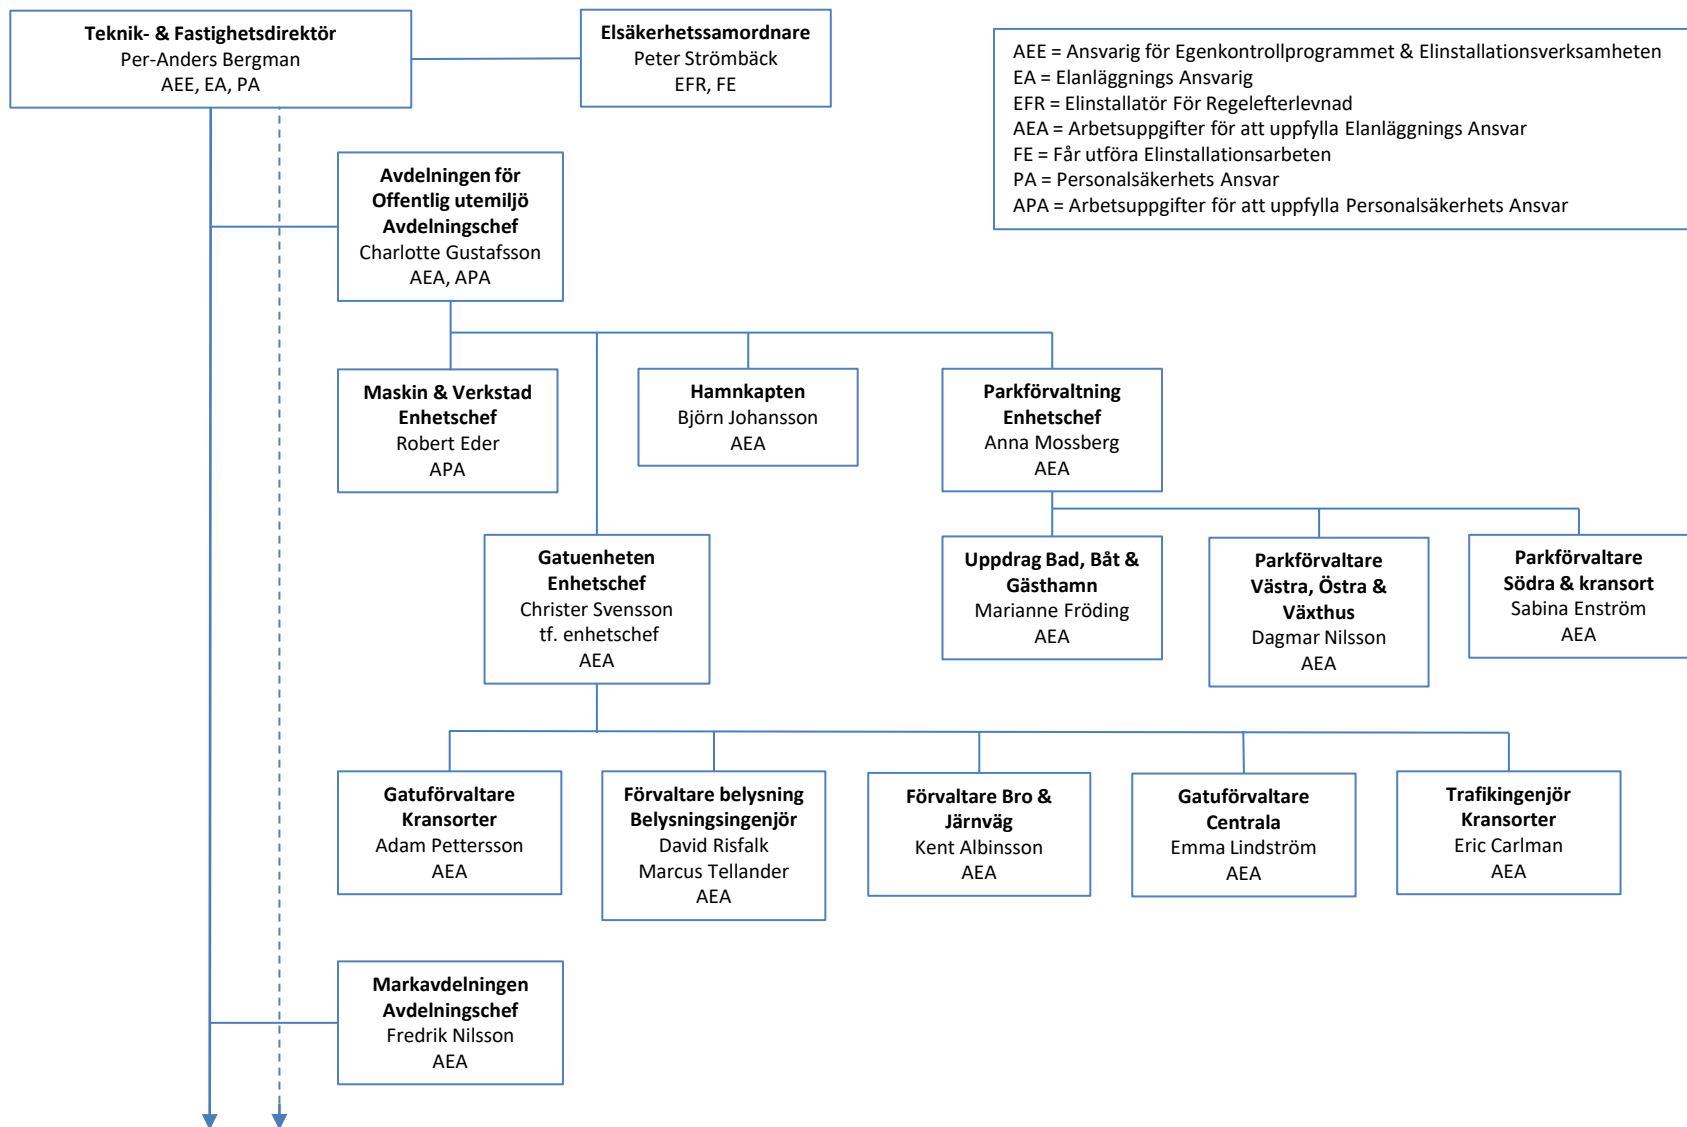 Teknik- & Fastighetsdirektör
Per-Anders Bergman
AEE, EA, PA
Elsäkerhetssamordnare
Peter Strömbäck
EFR, FE
AEE = Ansvarig för Egenkontrollprogrammet & Elinstallationsverksamheten
EA = Elanläggnings Ansvarig
EFR = Elinstallatör För Regelefterlevnad
AEA = Arbetsuppgifter för att uppfylla Elanläggnings Ansvar
FE = Får utföra Elinstallationsarbeten
PA = Personalsäkerhets Ansvar
APA = Arbetsuppgifter för att uppfylla Personalsäkerhets Ansvar
Avdelningen för
Offentlig utemiljö
Avdelningschef
Charlotte Gustafsson
AEA, APA
Maskin & Verkstad
Enhetschef
Robert Eder
APA
Hamnkapten
Björn Johansson
AEA
Parkförvaltning
Enhetschef
Anna Mossberg
AEA
Gatuenheten
Enhetschef
Christer Svensson
tf. enhetschef
AEA
Uppdrag Bad, Båt &
Gästhamn
Marianne Fröding
AEA
Parkförvaltare
Västra, Östra &
Växthus
Dagmar Nilsson
AEA
Parkförvaltare
Södra & kransort
Sabina Enström
AEA
Gatuförvaltare
Kransorter
Adam Pettersson
AEA
Förvaltare belysning
Belysningsingenjör
David Risfalk
Marcus Tellander
AEA
Förvaltare Bro &
Järnväg
Kent Albinsson
AEA
Gatuförvaltare
Centrala
Emma Lindström
AEA
Trafikingenjör
Kransorter
Eric Carlman
AEA
Markavdelningen
Avdelningschef
Fredrik Nilsson
AEA